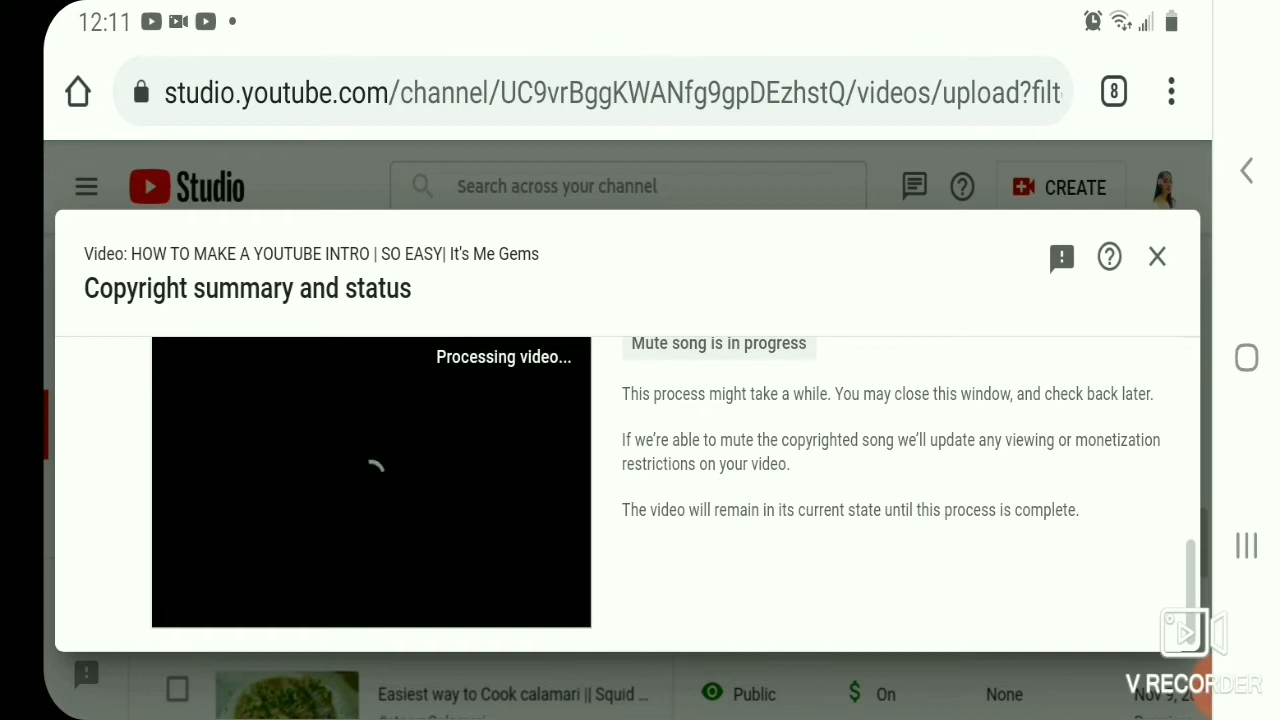 12:11
studio.youtube.com/channel/UC9vrBggKWANfg9gpDEzhstQ/videos/upload?filt
8
Studio
Search across your channel
CREATE
Video: HOW TO MAKE A YOUTUBE INTRO | SO EASY| It's Me Gems
Copyright summary and status
Processing video...
Mute song is in progress
This process might take a while. You may close this window, and check back later.
If we're able to mute the copyrighted song we'll update any viewing or monetization
restrictions on your video.
The video will remain in its current state until this process is complete.
Easiest way to Cook calamari || Squid ...
Public
$ On
None
Nov 9, 2
V RECORDER